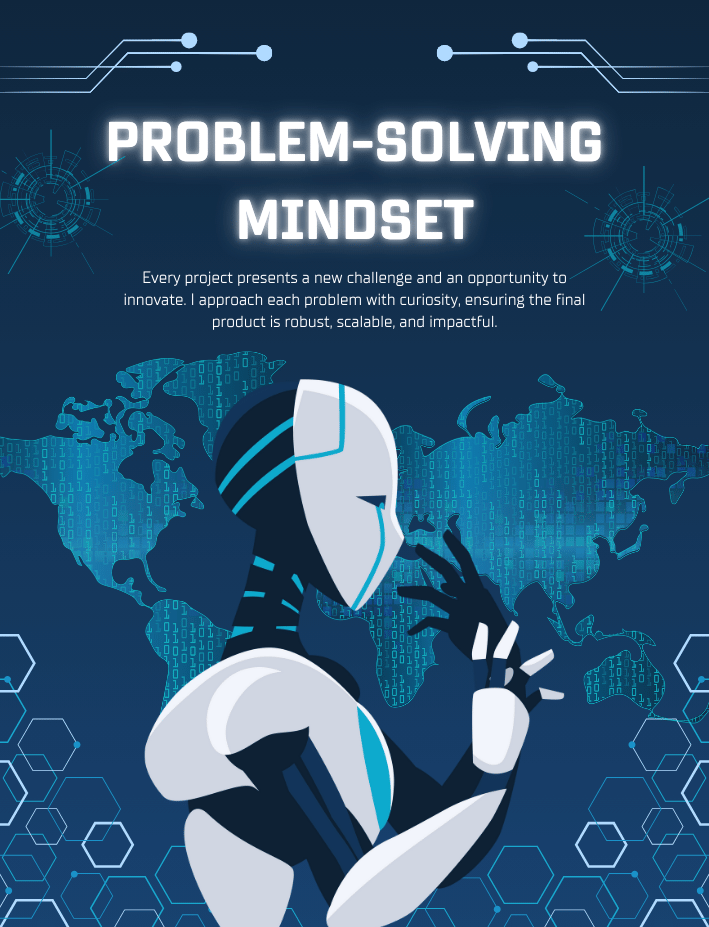 PROBLEM-SOLVING
MINDSET
Every project presents a new challenge and an opportunity to
innovate. I approach each problem with curiosity, ensuring the final
product is robust, scalable, and impactful.